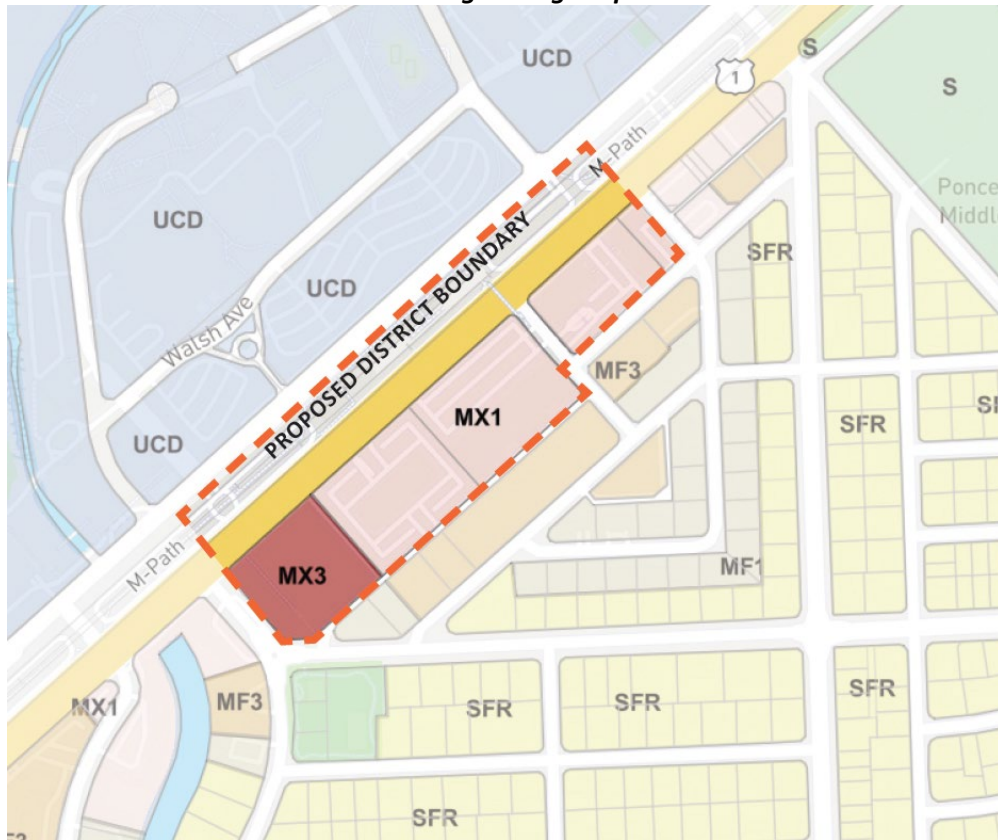 UCD
S
1
S
M-Path
Ponce
Middl
UCD
SFR
UCD
PROPOSED DISTRICT BOUNDARY
Walsh Ave
MF3
MX1
SFR
UCD
M-Path
MX3
MF1
MX1
MF3
SFR
SFR
SFR
SFR